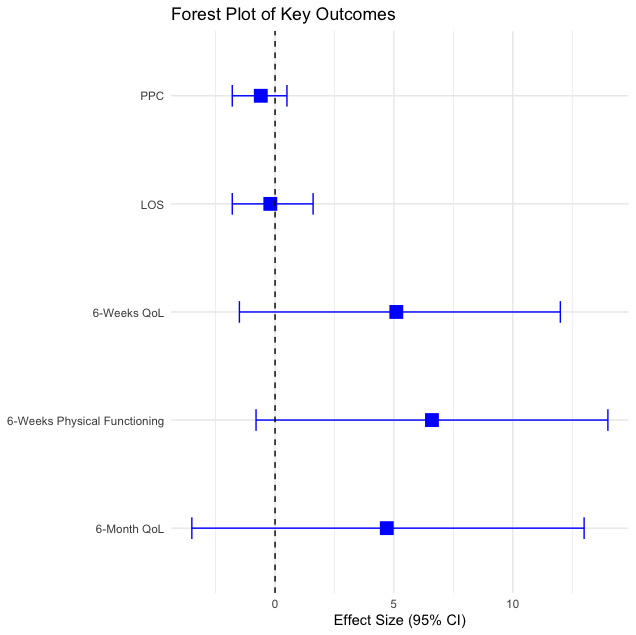 Forest Plot of Key Outcomes
PPC
LOS
6-Weeks QoL
6-Weeks Physical Functioning
6-Month QoL
0 5 10
Effect Size (95% CI)